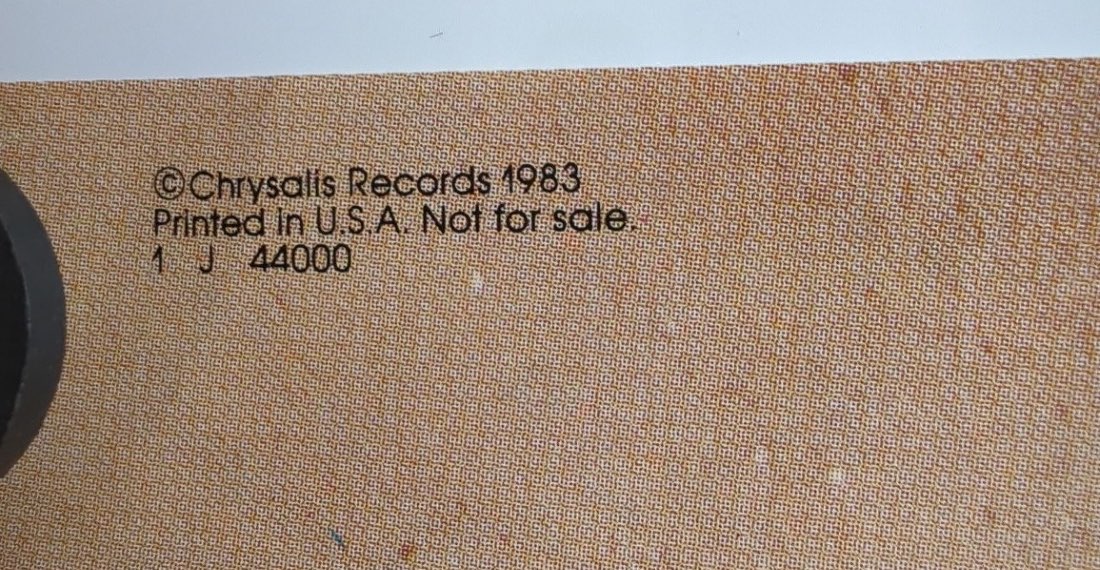 ©Chrysalis Records 1983
Printed in U.S.A. Not for sale.
1 J 44000